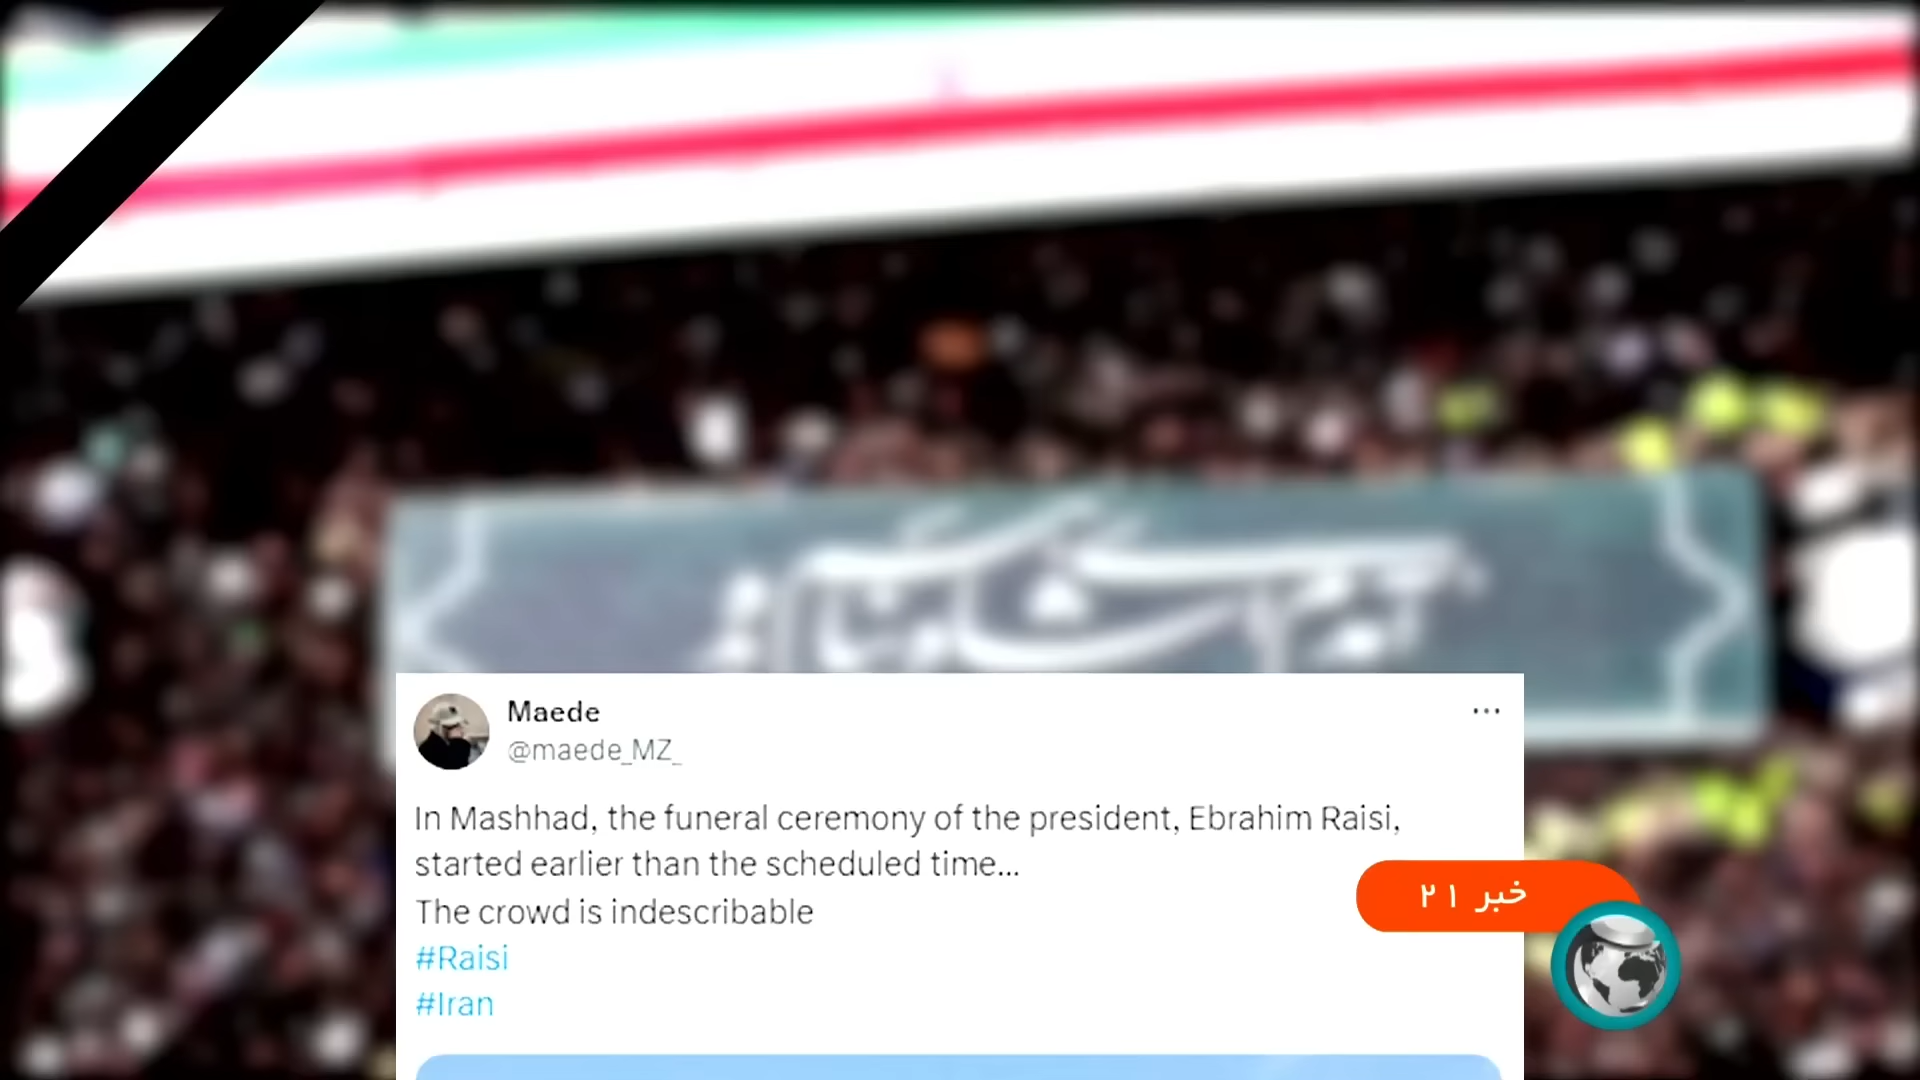 Maede
@maede_MZ_
In Mashhad, the funeral ceremony of the president, Ebrahim Raisi,
started earlier than the scheduled time...
The crowd is indescribable
#Raisi
#Iran
خبر ۲۱